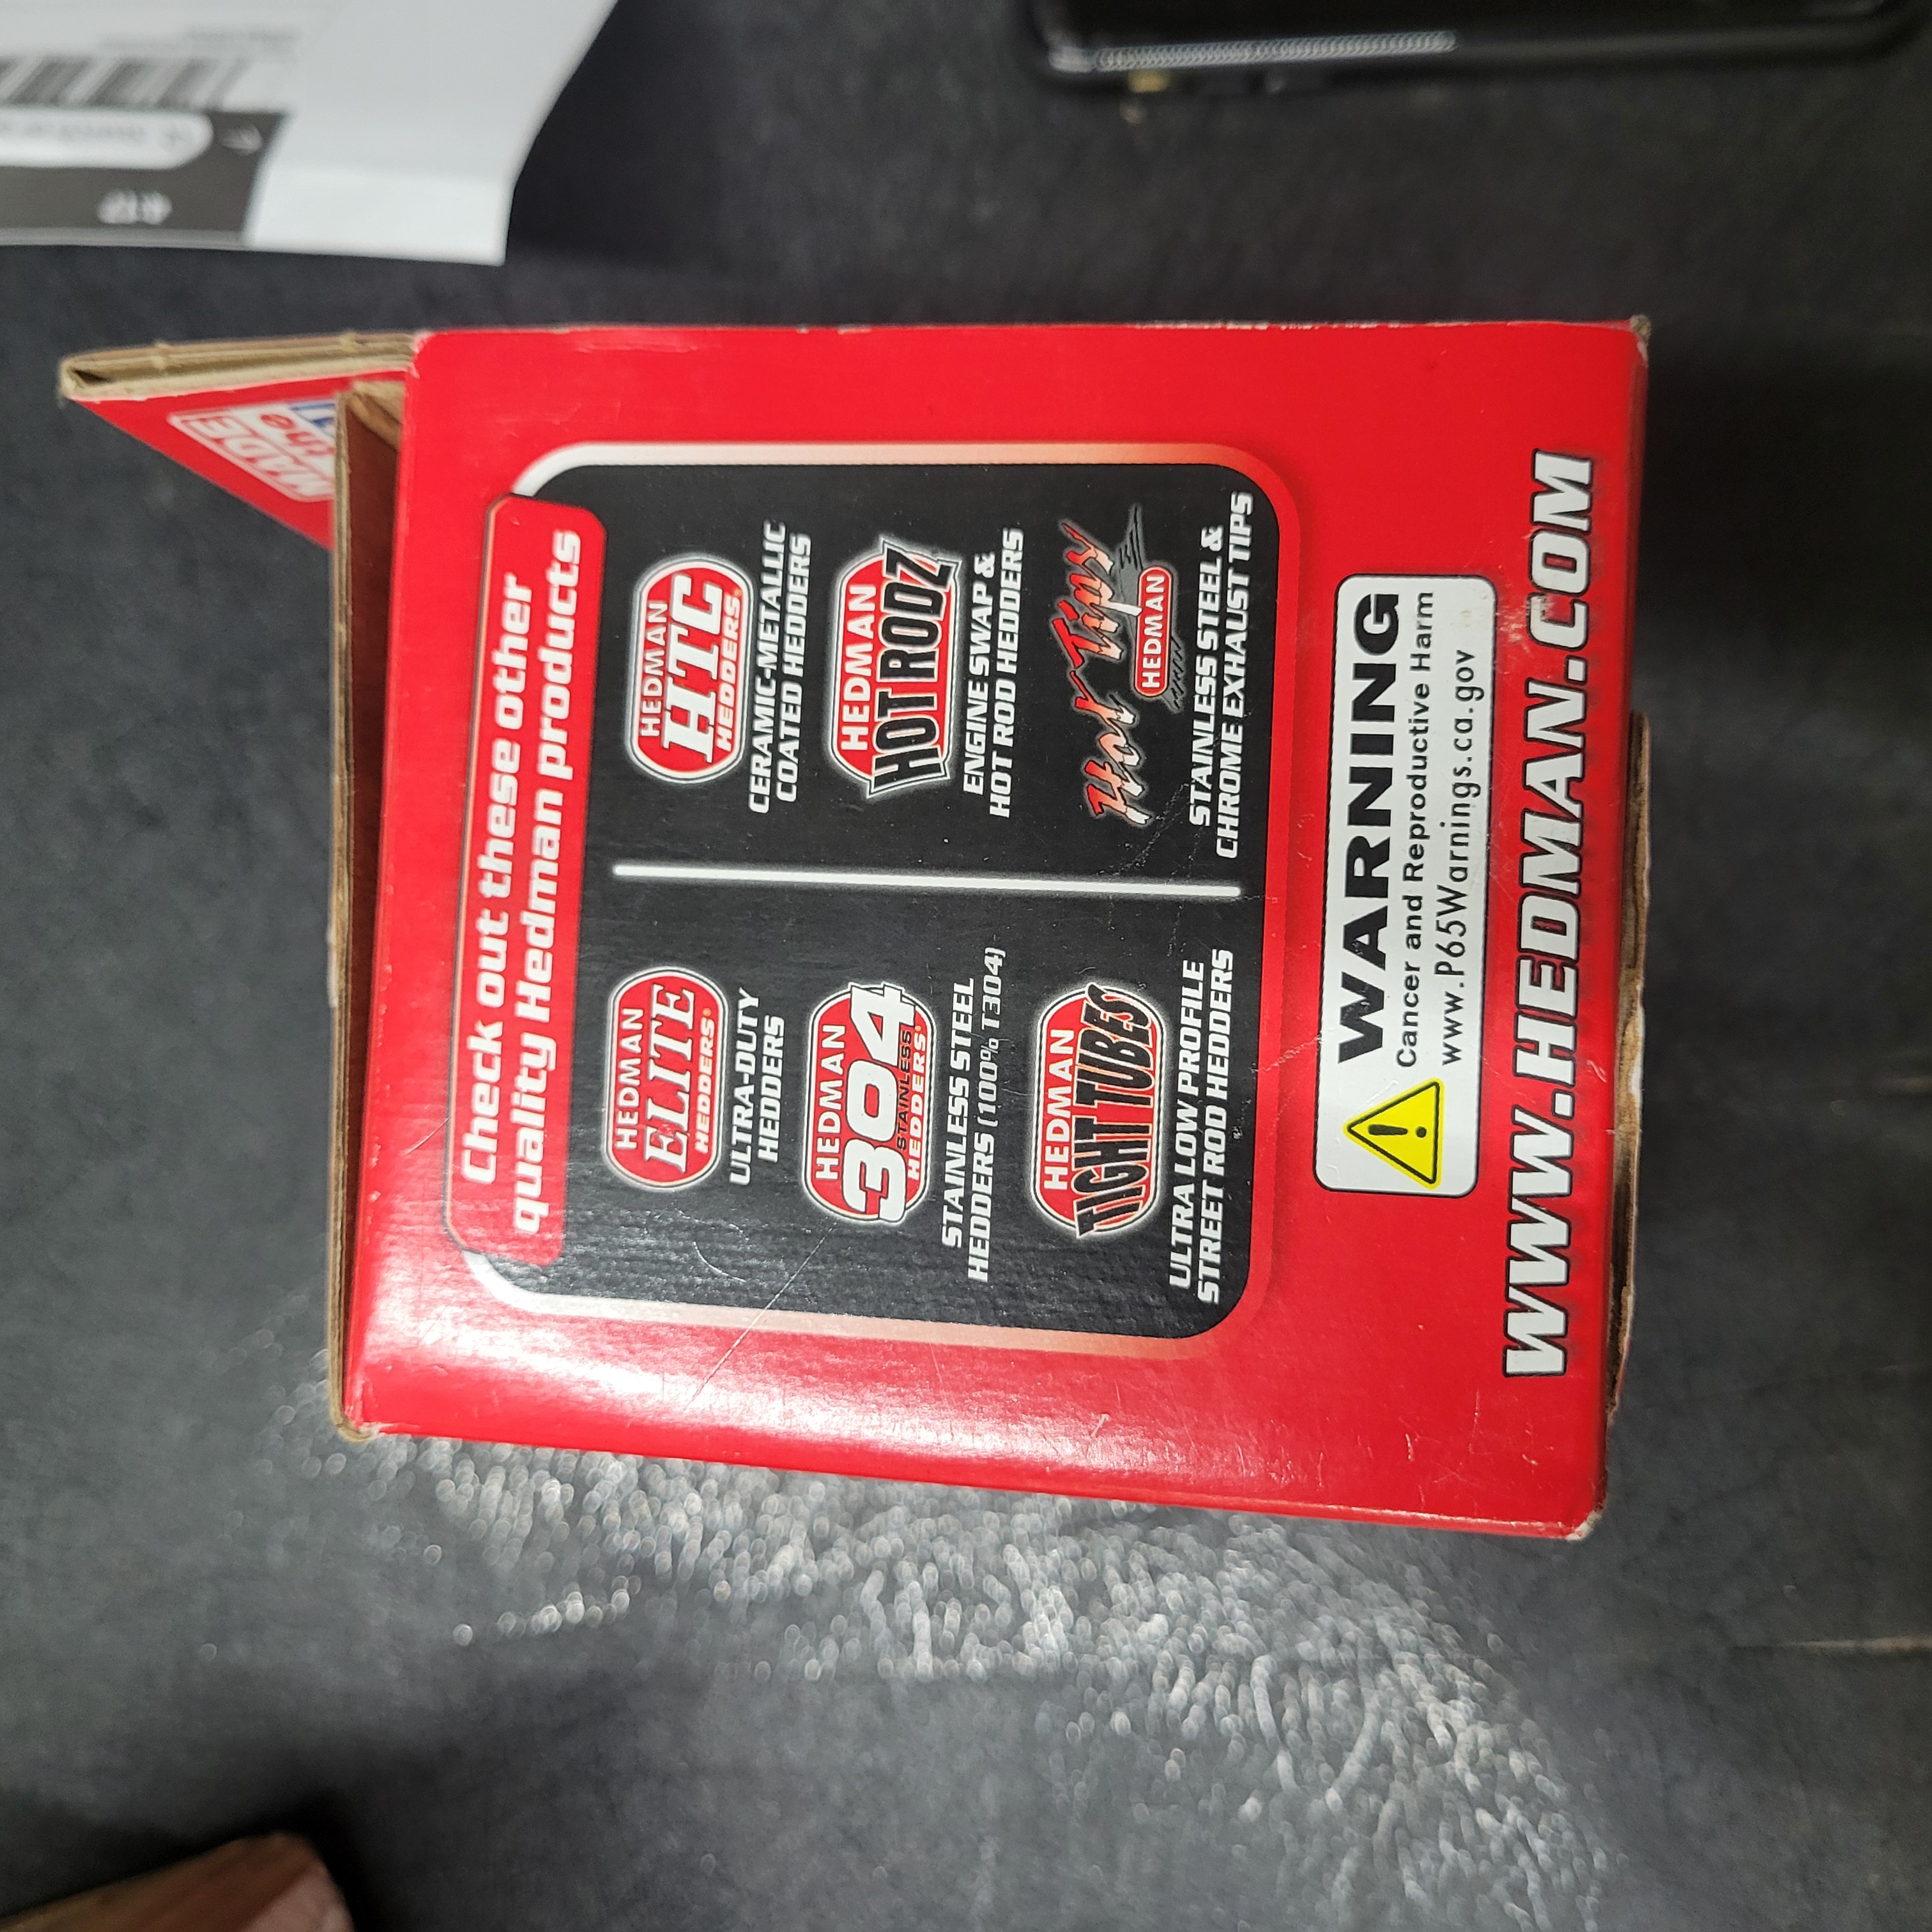 Check out these other
quality Hedman products
HEDMAN
ELITE
HEDDERS®
ULTRA-DUTY
HEDDERS
HEDMAN
304
STAINLESS
HEDDERS®
STAINLESS STEEL
HEDDERS (100% T304)
HEDMAN
TIGHT TUBES
ULTRA LOW PROFILE
STREET ROD HEDDERS
HEDMAN
HTC
HEDDERS®
CERAMIC-METALLIC
COATED HEDDERS
HEDMAN
HOT RODZ
ENGINE SWAP &
HOT ROD HEDDERS
Hot Tips
HEDMAN
STAINLESS STEEL &
CHROME EXHAUST TIPS
WARNING
Cancer and Reproductive Harm
www.P65Warnings.ca.gov
WWW.HEDMAN.COM
MADE
the